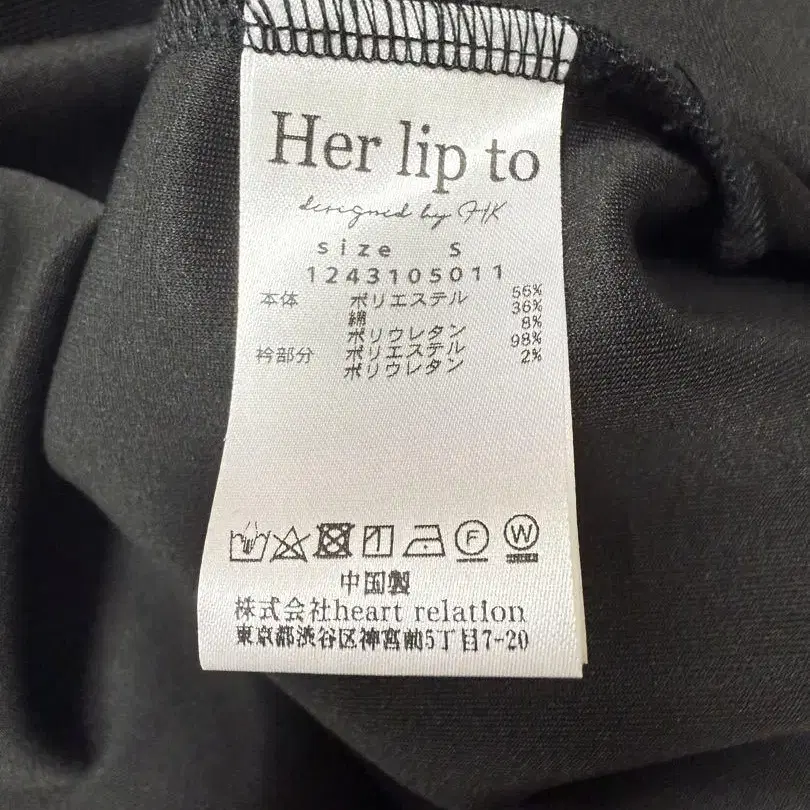 Her lip to
designed by HK
size S
1243105011
本体 ポリエステル 56%
綿 36%
ポリウレタン 8%
衿部分 ポリエステル 98%
ポリウレタン 2%
F W
中国製
株式会社heart relation
東京都渋谷区神宮前5丁目7-20